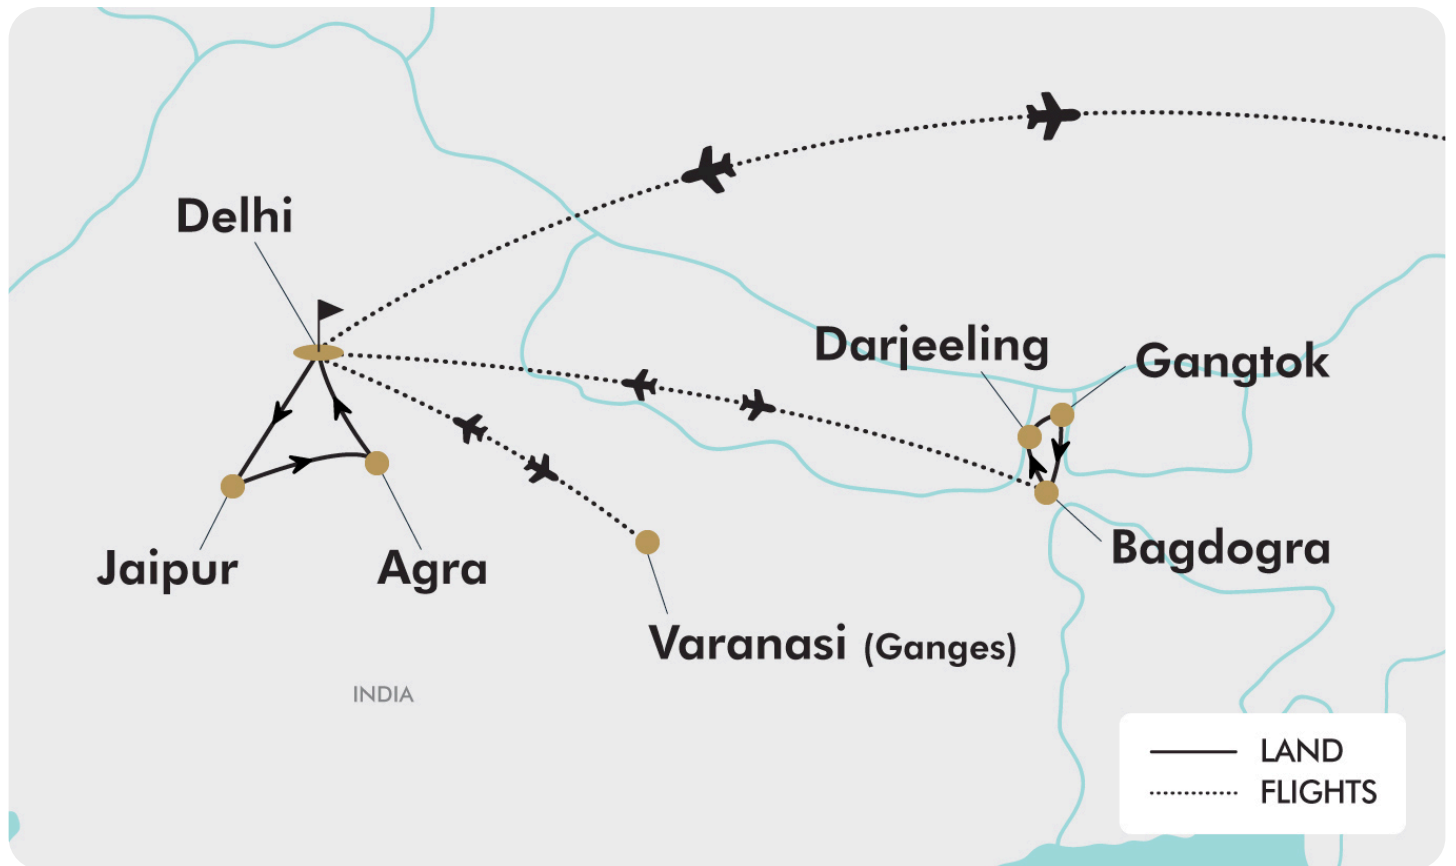 Delhi
Darjeeling
Gangtok
Jaipur
Agra
Bagdogra
Varanasi (Ganges)
INDIA
LAND
FLIGHTS